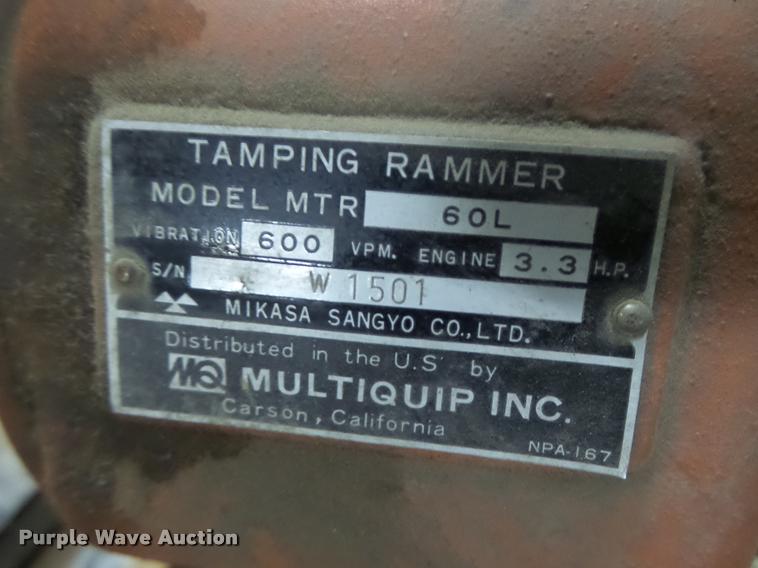 TAMPING RAMMER
MODEL MTR 60L
VIBRATION 600 VPM. ENGINE 3.3 H.P.
S/N W 1501
MIKASA SANGYO CO.,LTD.
Distributed in the U.S by
MQ MULTIQUIP INC.
Carson, California
NPA-167
Purple Wave Auction